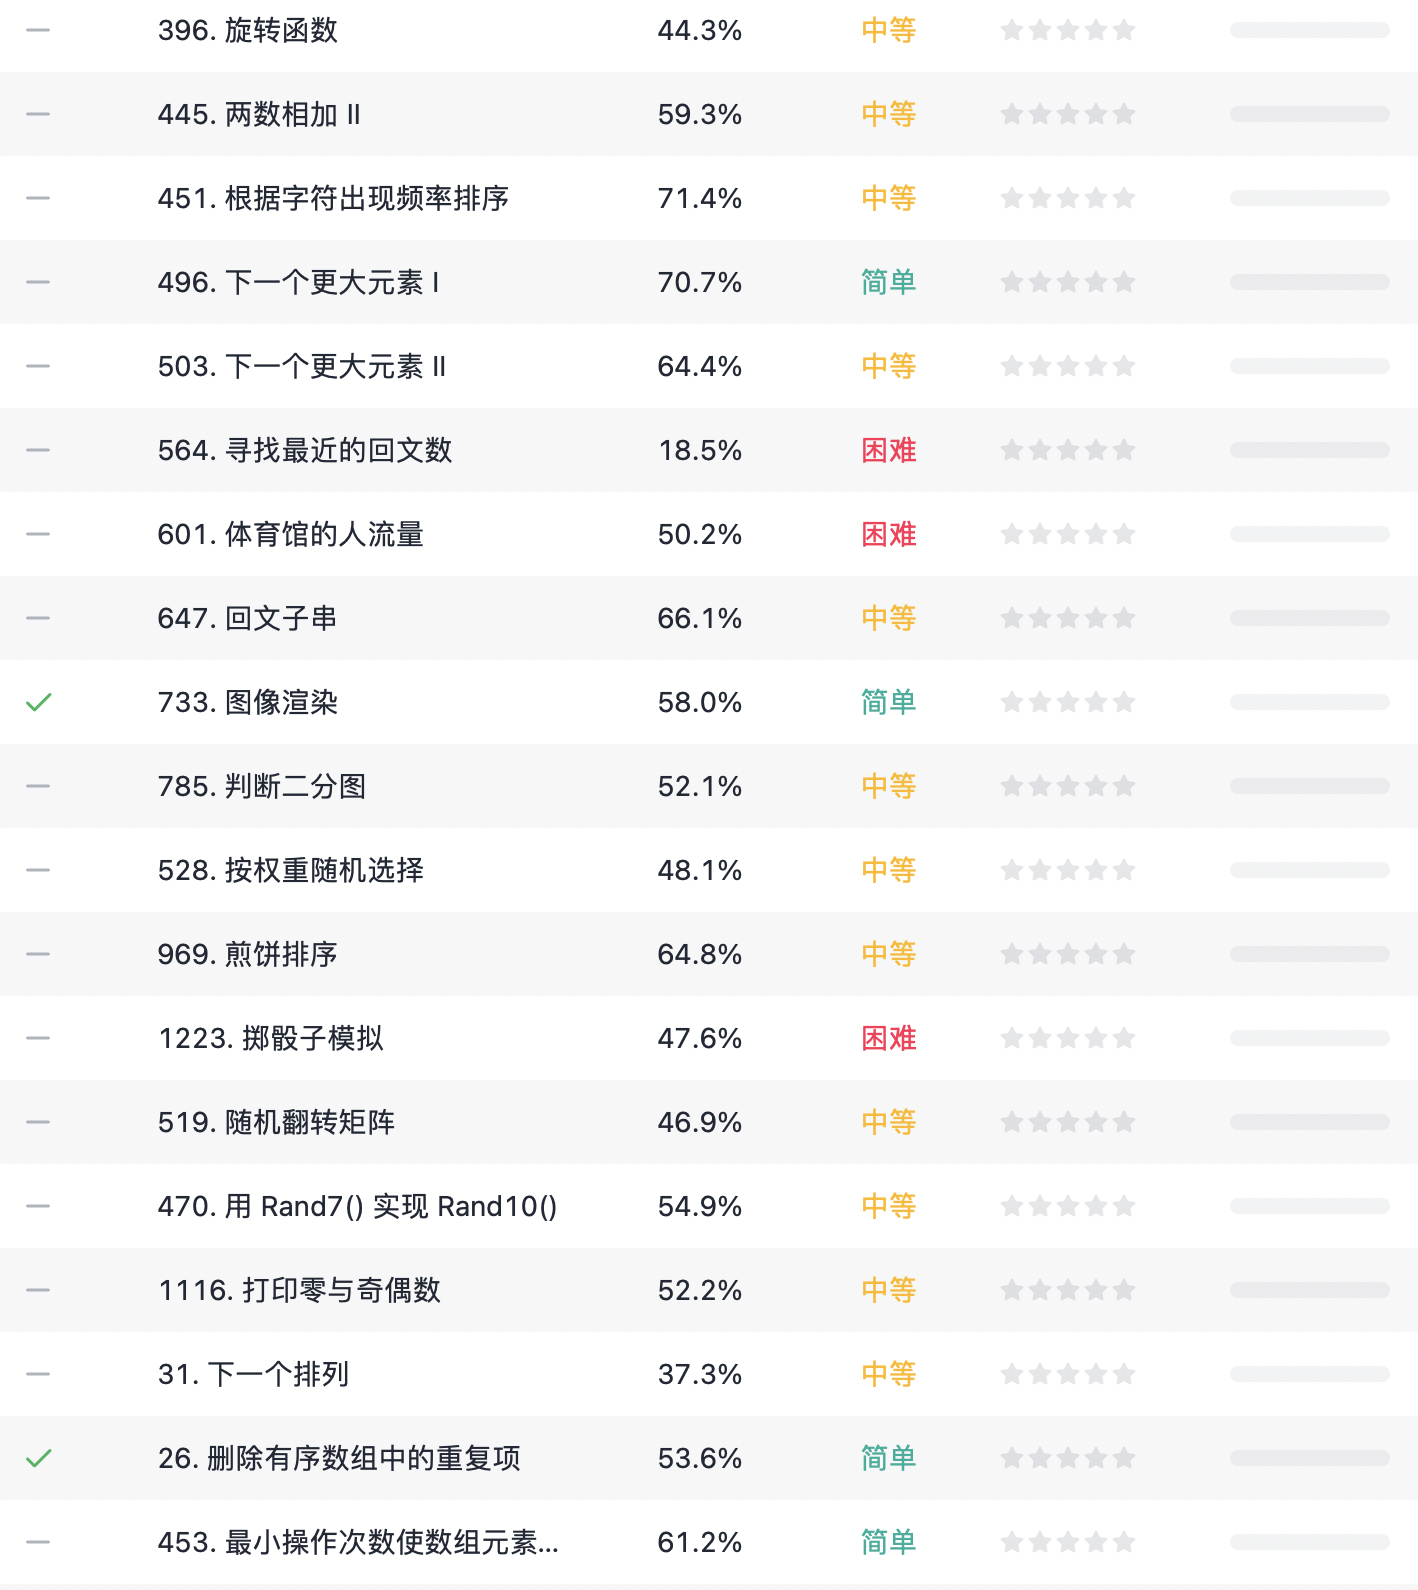 396. 旋转函数 44.3% 中等
445. 两数相加 II 59.3% 中等
451. 根据字符出现频率排序 71.4% 中等
496. 下一个更大元素 I 70.7% 简单
503. 下一个更大元素 II 64.4% 中等
564. 寻找最近的回文数 18.5% 困难
601. 体育馆的人流量 50.2% 困难
647. 回文子串 66.1% 中等
733. 图像渲染 58.0% 简单
785. 判断二分图 52.1% 中等
528. 按权重随机选择 48.1% 中等
969. 煎饼排序 64.8% 中等
1223. 掷骰子模拟 47.6% 困难
519. 随机翻转矩阵 46.9% 中等
470. 用 Rand7() 实现 Rand10() 54.9% 中等
1116. 打印零与奇偶数 52.2% 中等
31. 下一个排列 37.3% 中等
26. 删除有序数组中的重复项 53.6% 简单
453. 最小操作次数使数组元素... 61.2% 简单